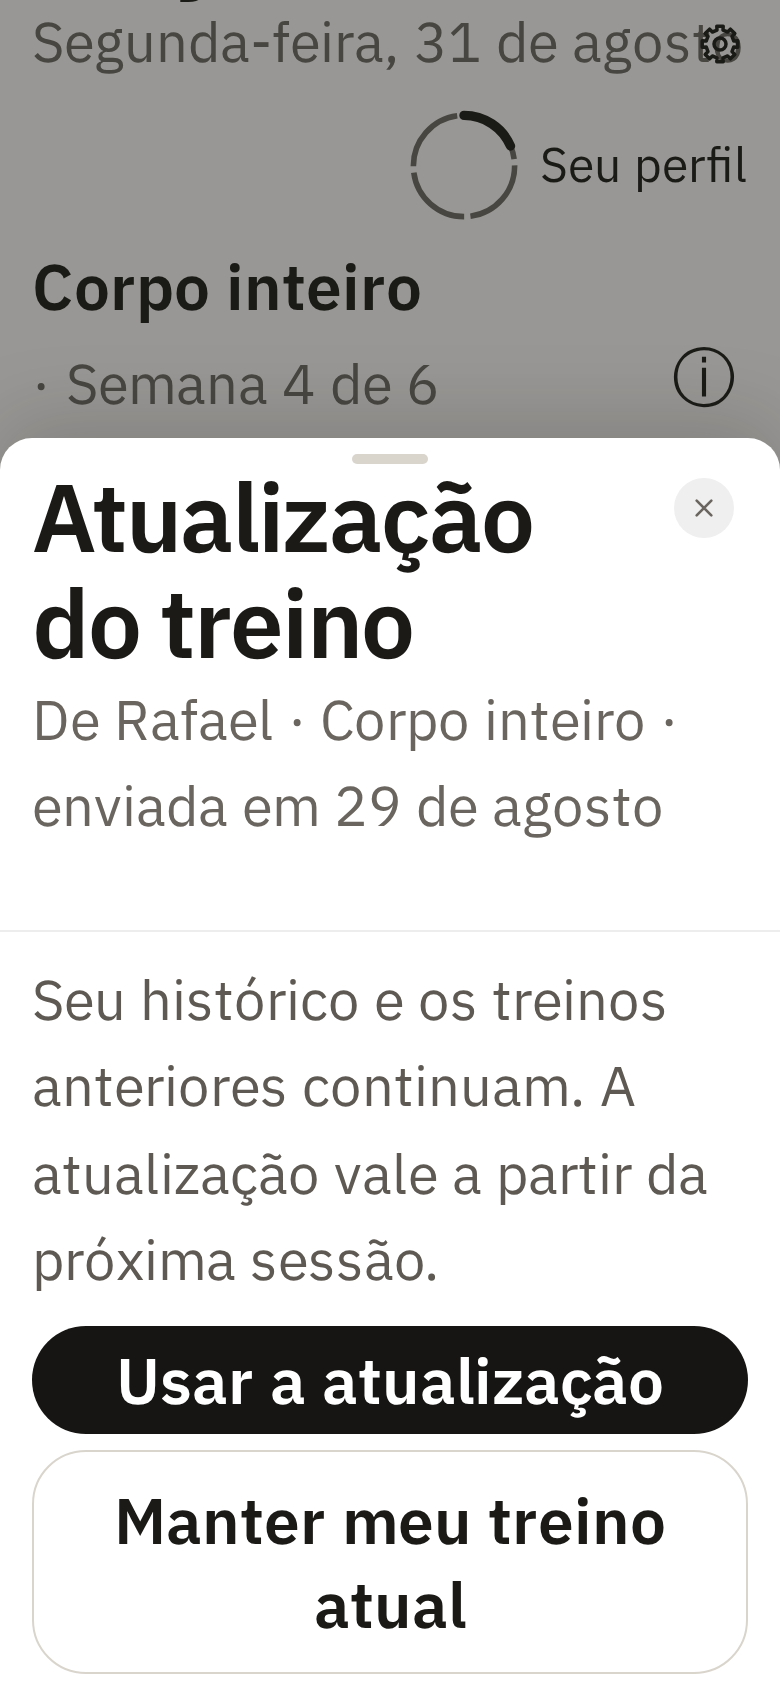 Segunda-feira, 31 de agosto
Seu perfil
Corpo inteiro
· Semana 4 de 6
Atualização
do treino
De Rafael · Corpo inteiro ·
enviada em 29 de agosto
Seu histórico e os treinos
anteriores continuam. A
atualização vale a partir da
próxima sessão.
Usar a atualização
Manter meu treino
atual